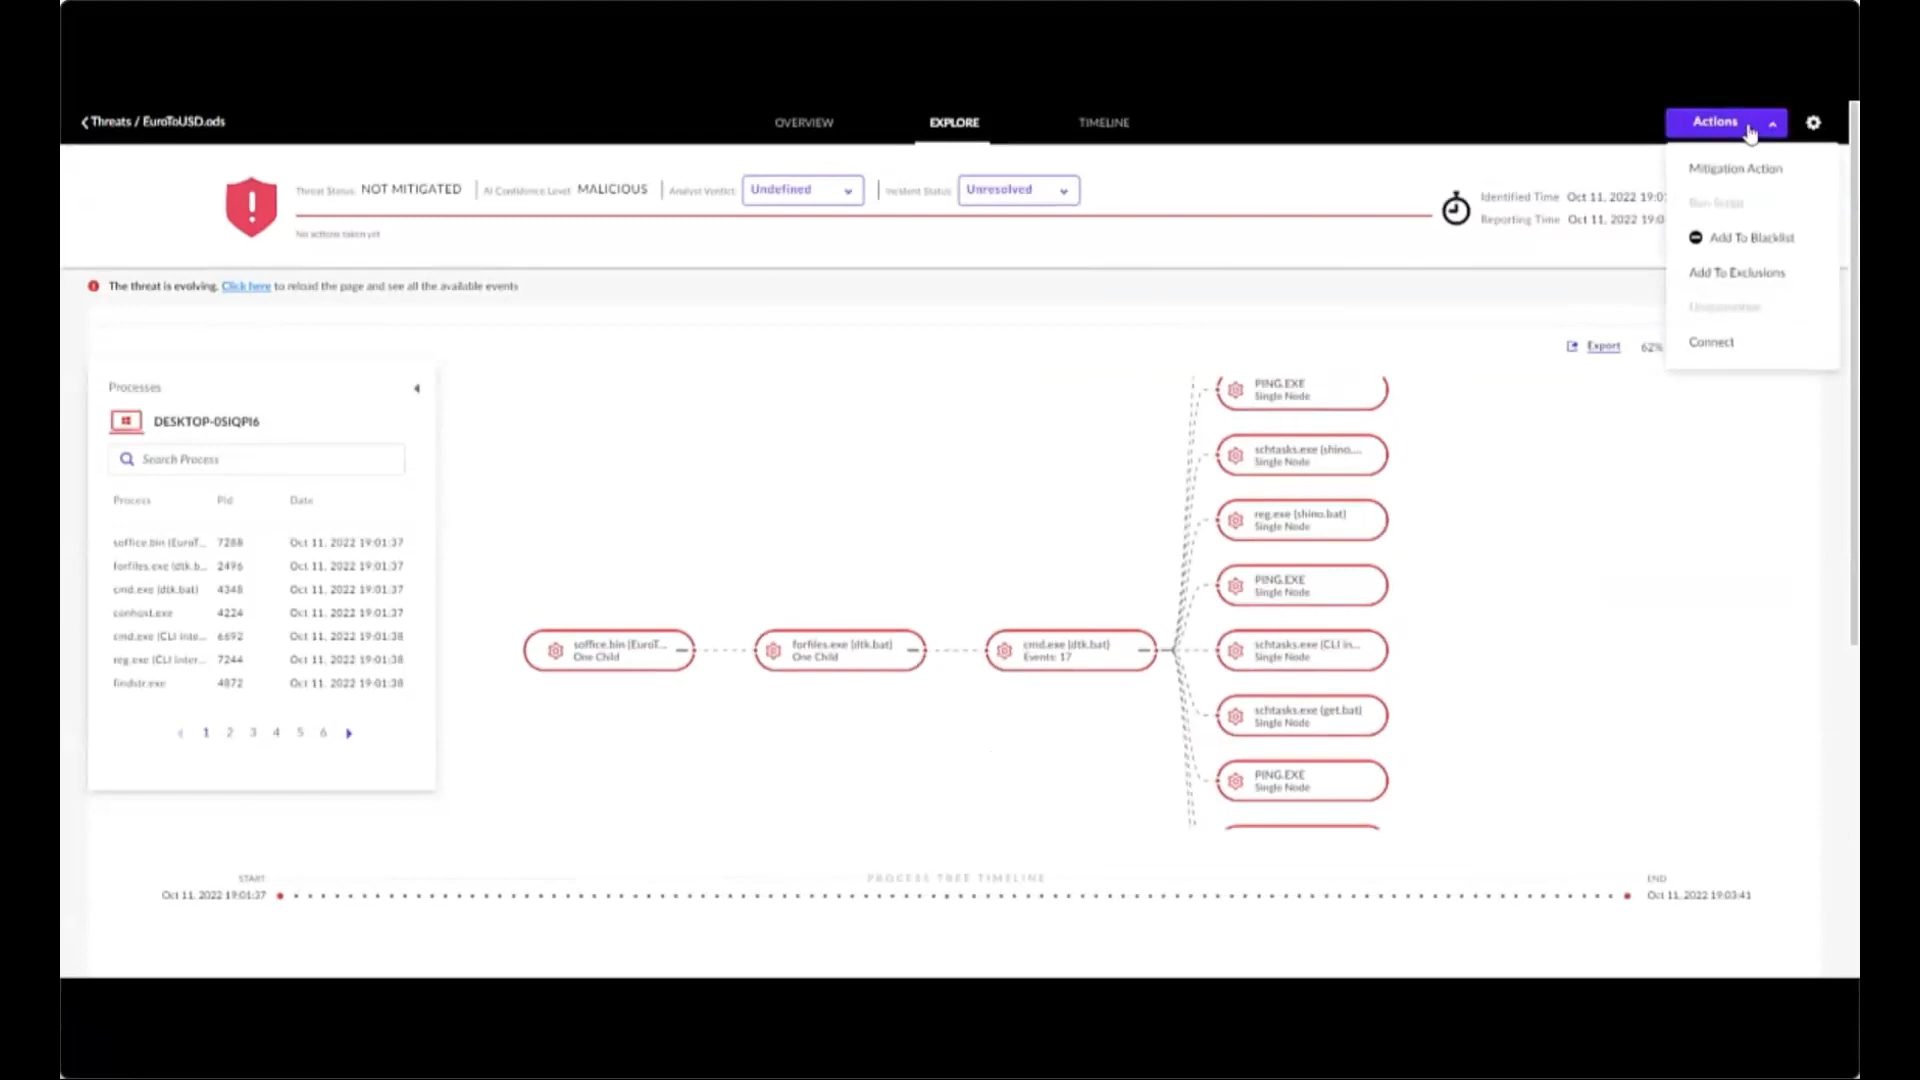 Threats / EuroToUSD.ods
OVERVIEW
EXPLORE
TIMELINE
Actions
Mitigation Action
Add To Blacklist
Add To Exclusions
Connect
Threat Status: NOT MITIGATED
AI Confidence Level: MALICIOUS
Analyst Verdict: Undefined
Incident Status: Unresolved
No actions taken yet
Identified Time Oct 11, 2022 19:0
Reporting Time Oct 11, 2022 19:0
The threat is evolving. Click here to reload the page and see all the available events
Export 62%
Processes
DESKTOP-0SIQPI6
Search Process
Process Pid Date
soffice.bin (EuroT... 7288 Oct 11, 2022 19:01:37
forfiles.exe (dtk.b... 2496 Oct 11, 2022 19:01:37
cmd.exe (dtk.bat) 4348 Oct 11, 2022 19:01:37
conhost.exe 4224 Oct 11, 2022 19:01:37
cmd.exe (CLI inte... 6692 Oct 11, 2022 19:01:38
reg.exe (CLI inter... 7244 Oct 11, 2022 19:01:38
findstr.exe 4872 Oct 11, 2022 19:01:38
1 2 3 4 5 6
soffice.bin (EuroT...
One Child
forfiles.exe (dtk.bat)
One Child
cmd.exe (dtk.bat)
Events: 17
PING.EXE
Single Node
schtasks.exe (shino....
Single Node
reg.exe (shino.bat)
Single Node
PING.EXE
Single Node
schtasks.exe (CLI in...
Single Node
schtasks.exe (get.bat)
Single Node
PING.EXE
Single Node
PROCESS TREE TIMELINE
START
Oct 11, 2022 19:01:37
END
Oct 11, 2022 19:03:41